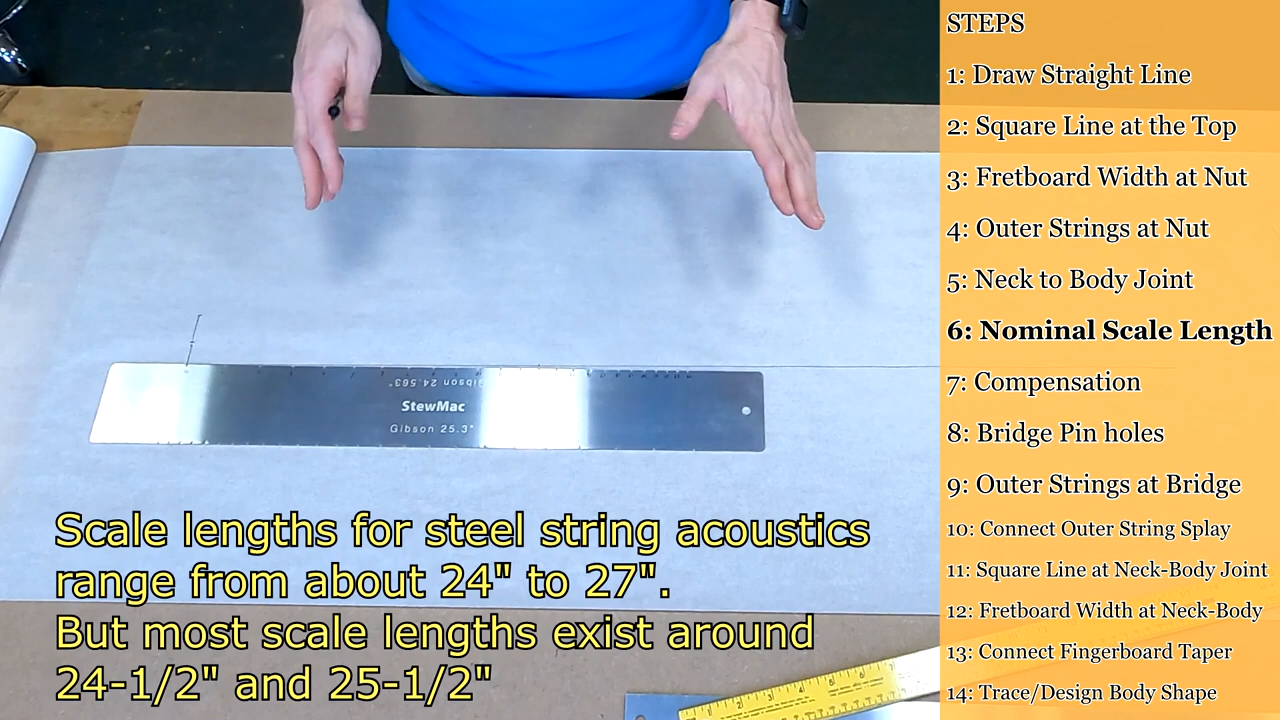 STEPS
1: Draw Straight Line
2: Square Line at the Top
3: Fretboard Width at Nut
4: Outer Strings at Nut
5: Neck to Body Joint
6: Nominal Scale Length
7: Compensation
8: Bridge Pin holes
9: Outer Strings at Bridge
10: Connect Outer String Splay
11: Square Line at Neck-Body Joint
12: Fretboard Width at Neck-Body
13: Connect Fingerboard Taper
14: Trace/Design Body Shape
Gibson 24.563"
StewMac
Gibson 25.3"
Scale lengths for steel string acoustics
range from about 24" to 27".
But most scale lengths exist around
24-1/2" and 25-1/2"